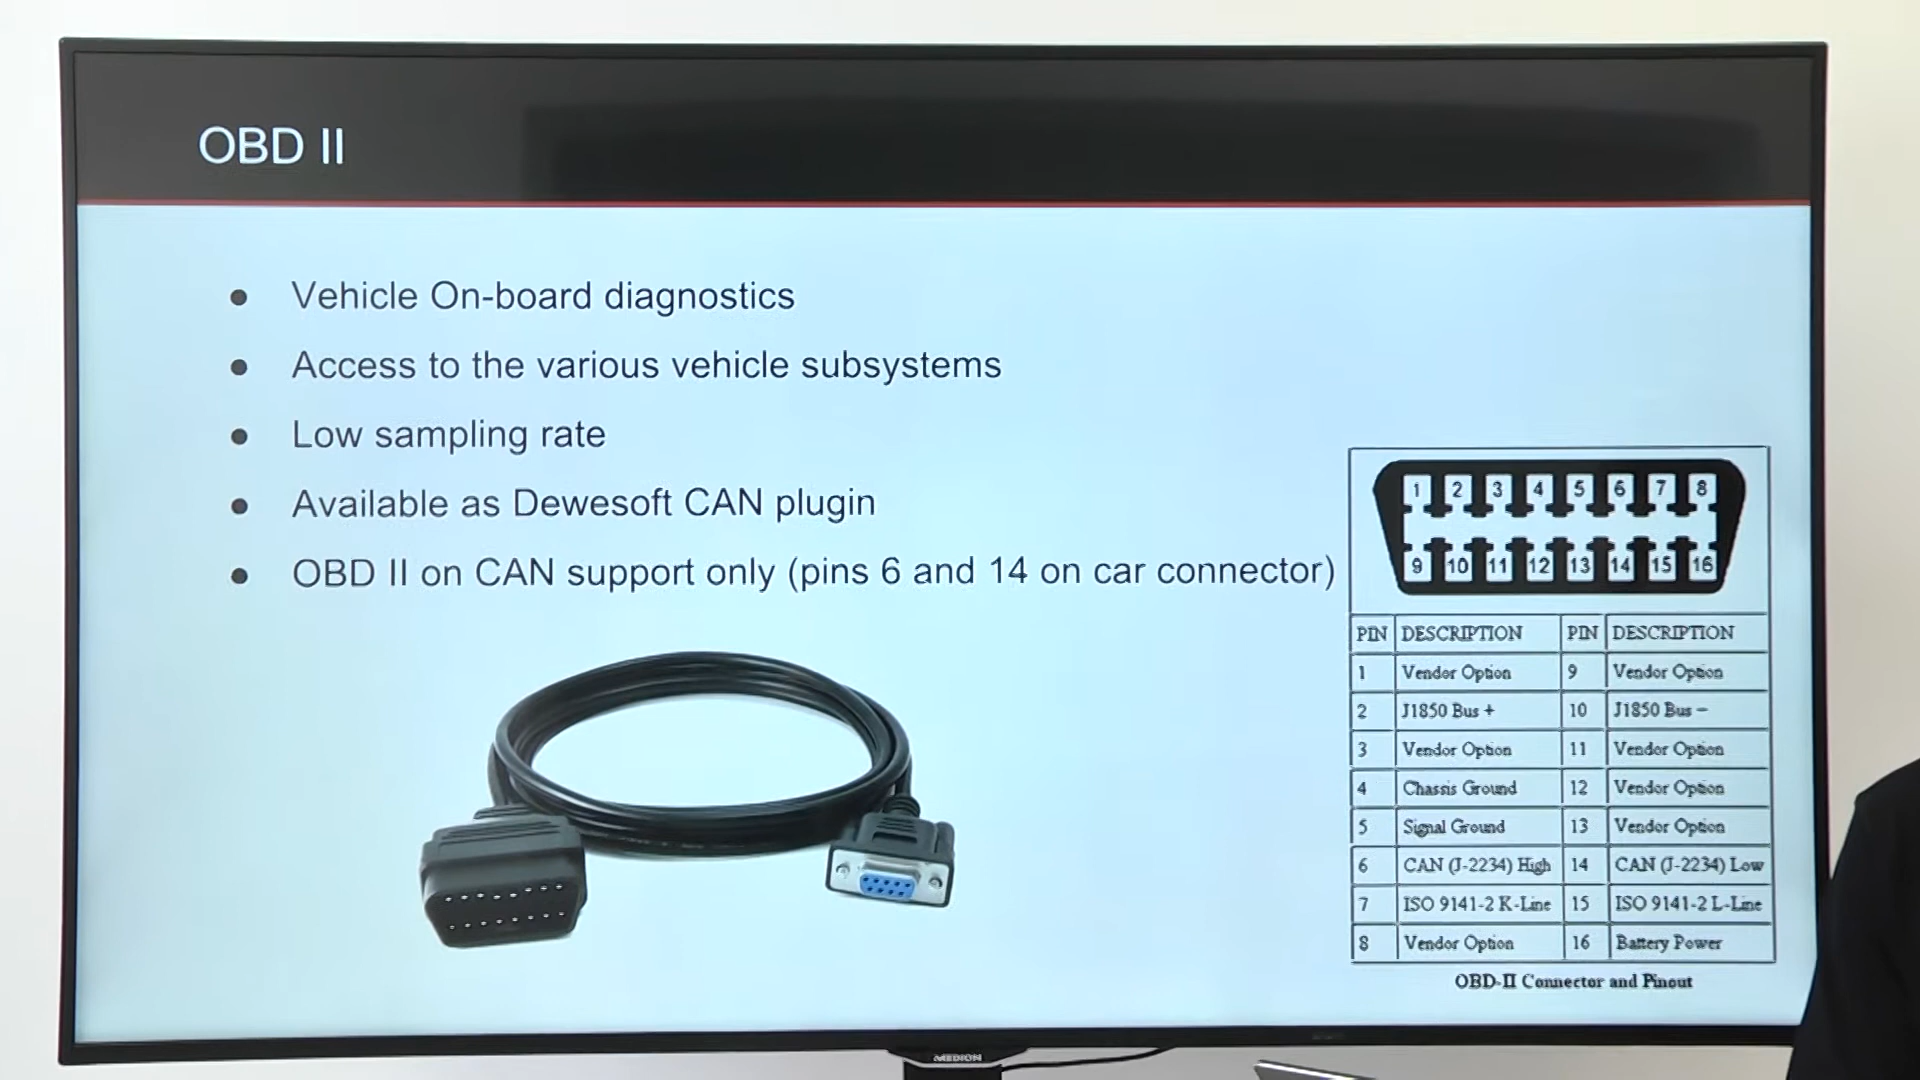 OBD II
Vehicle On-board diagnostics
Access to the various vehicle subsystems
Low sampling rate
Available as Dewesoft CAN plugin
OBD II on CAN support only (pins 6 and 14 on car connector)
1 2 3 4 5 6 7 8
9 10 11 12 13 14 15 16
PIN DESCRIPTION PIN DESCRIPTION
1 Vendor Option 9 Vendor Option
2 J1850 Bus + 10 J1850 Bus −
3 Vendor Option 11 Vendor Option
4 Chassis Ground 12 Vendor Option
5 Signal Ground 13 Vendor Option
6 CAN (J-2234) High 14 CAN (J-2234) Low
7 ISO 9141-2 K-Line 15 ISO 9141-2 L-Line
8 Vendor Option 16 Battery Power
OBD-II Connector and Pinout
MEDION